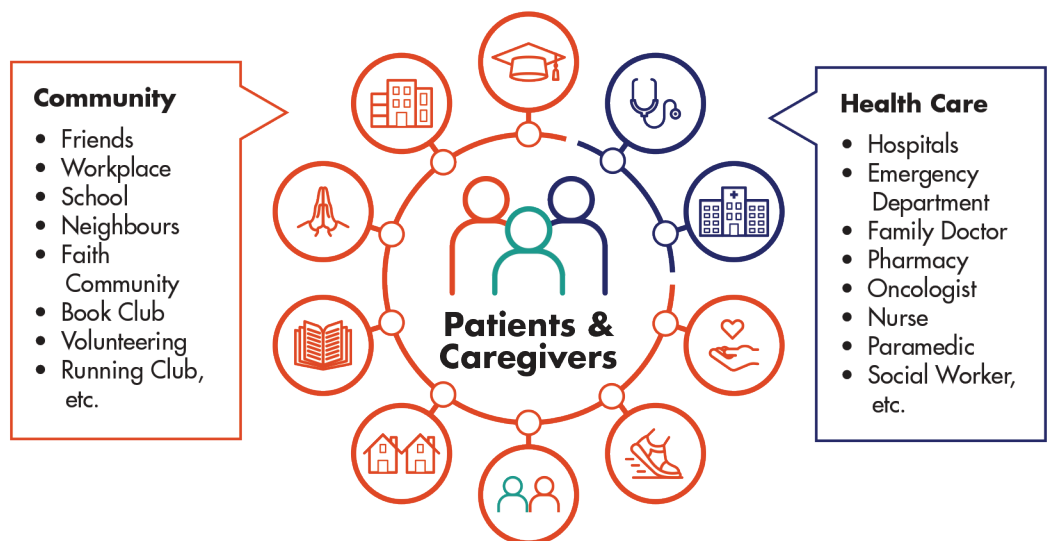 Community
• Friends
• Workplace
• School
• Neighbours
• Faith
Community
• Book Club
• Volunteering
• Running Club,
etc.
Patients &
Caregivers
Health Care
• Hospitals
• Emergency
Department
• Family Doctor
• Pharmacy
• Oncologist
• Nurse
• Paramedic
• Social Worker,
etc.